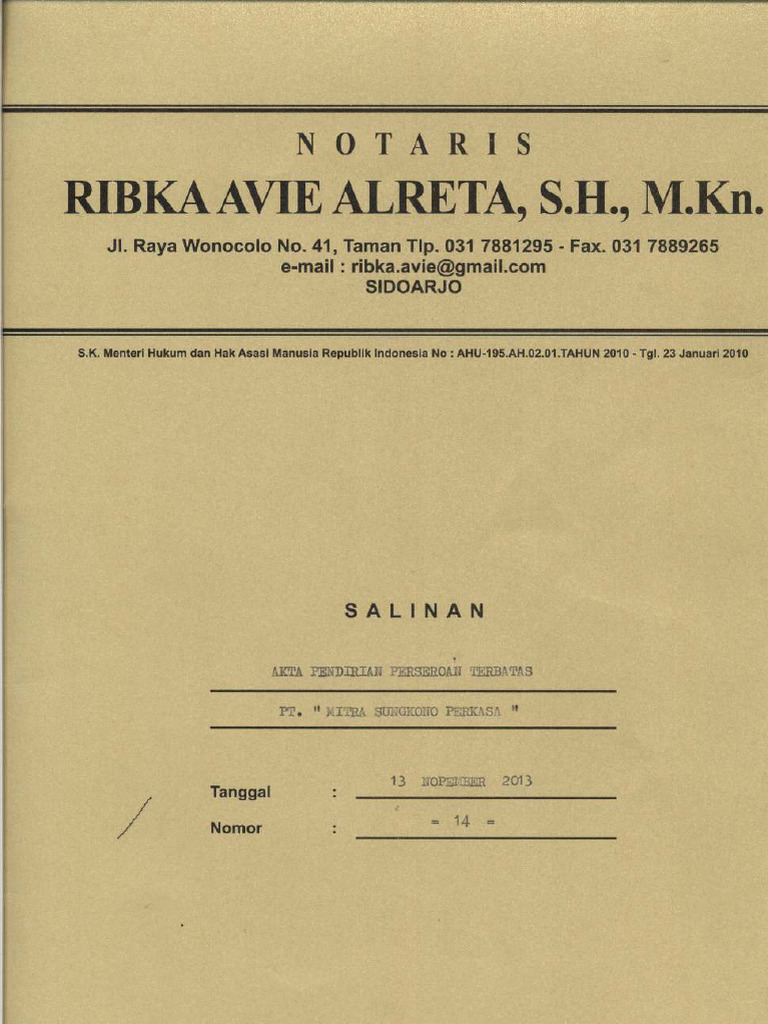 NOTARIS
RIBKA AVIE ALRETA, S.H., M.Kn.
Jl. Raya Wonocolo No. 41, Taman Tlp. 031 7881295 - Fax. 031 7889265
e-mail : ribka.avie@gmail.com
SIDOARJO
S.K. Menteri Hukum dan Hak Asasi Manusia Republik Indonesia No : AHU-195.AH.02.01.TAHUN 2010 - Tgl. 23 Januari 2010
SALINAN
AKTA PENDIRIAN PERSEROAN TERBATAS
PT. " MITRA SUNGKONO PERKASA "
Tanggal : 13 NOPEMBER 2013
Nomor : = 14 =